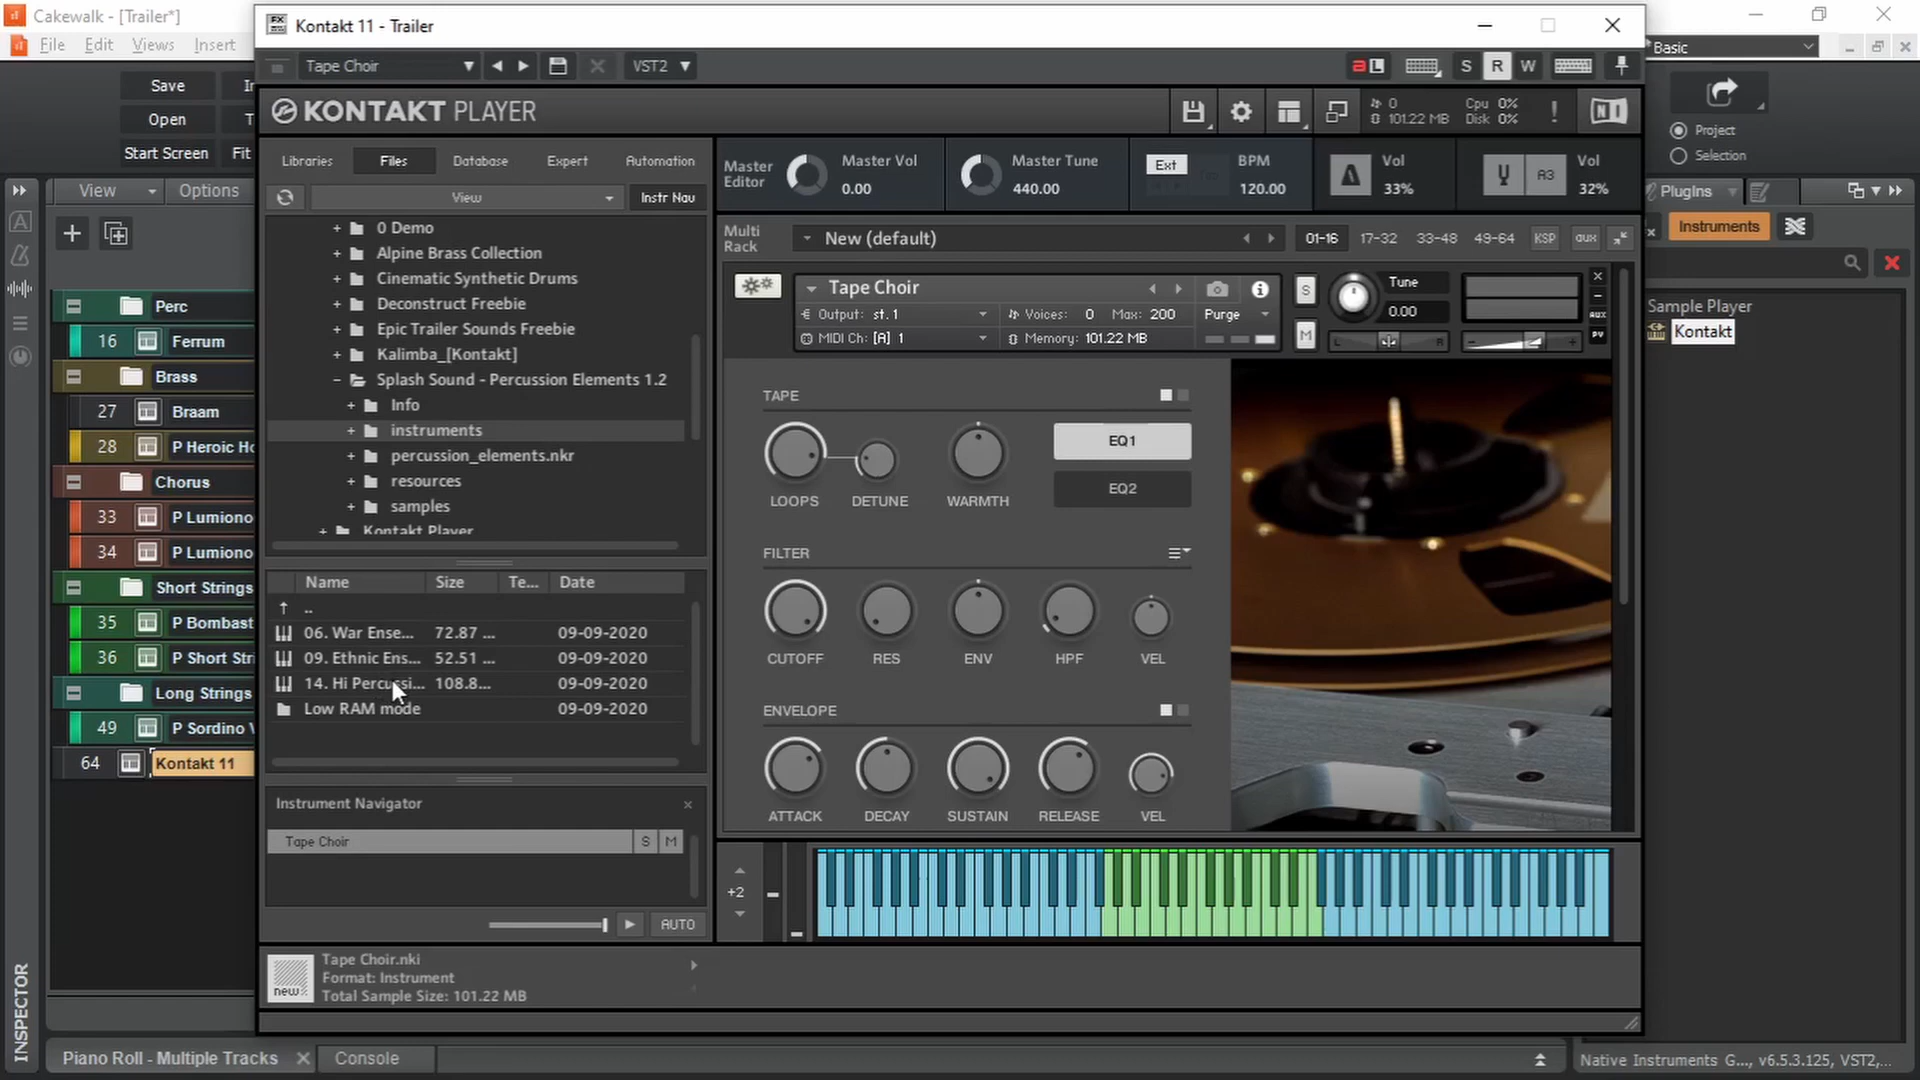 Cakewalk - [Trailer*]
File Edit Views Insert
Save
Open
Start Screen Fit
View Options
Perc
16 Ferrum
Brass
27 Braam
28 P Heroic Ho
Chorus
33 P Lumiono
34 P Lumiono
Short Strings
35 P Bombast
36 P Short Stri
Long Strings
49 P Sordino V
64 Kontakt 11
INSPECTOR
Piano Roll - Multiple Tracks
Console
Kontakt 11 - Trailer
Tape Choir VST2
S R W
KONTAKT PLAYER
0
101.22 MB
Cpu 0%
Disk 0%
!
NI
Libraries Files Database Expert Automation
View Instr Nav
0 Demo
Alpine Brass Collection
Cinematic Synthetic Drums
Deconstruct Freebie
Epic Trailer Sounds Freebie
Kalimba_[Kontakt]
Splash Sound - Percussion Elements 1.2
Info
instruments
percussion_elements.nkr
resources
samples
Kontakt Player
Name Size Te... Date
..
06. War Ense... 72.87 ... 09-09-2020
09. Ethnic Ens... 52.51 ... 09-09-2020
14. Hi Percussi... 108.8... 09-09-2020
Low RAM mode 09-09-2020
Instrument Navigator
Tape Choir S M
AUTO
Tape Choir.nki
Format: Instrument
Total Sample Size: 101.22 MB
new
Master Editor
Master Vol
0.00
Master Tune
440.00
Ext
BPM
120.00
Vol
33%
A3
Vol
32%
Multi Rack
New (default)
01-16 17-32 33-48 49-64 KSP aux
Tape Choir
Output: st.1 Voices: 0 Max: 200 Purge
MIDI Ch: [A] 1 Memory: 101.22 MB
S
M
Tune
0.00
L R
AUX
PV
TAPE
LOOPS DETUNE WARMTH
EQ1
EQ2
FILTER
CUTOFF RES ENV HPF VEL
ENVELOPE
ATTACK DECAY SUSTAIN RELEASE VEL
+2
Basic
Project
Selection
PlugIns
Instruments
Sample Player
Kontakt
Native Instruments G..., v6.5.3.125, VST2,...